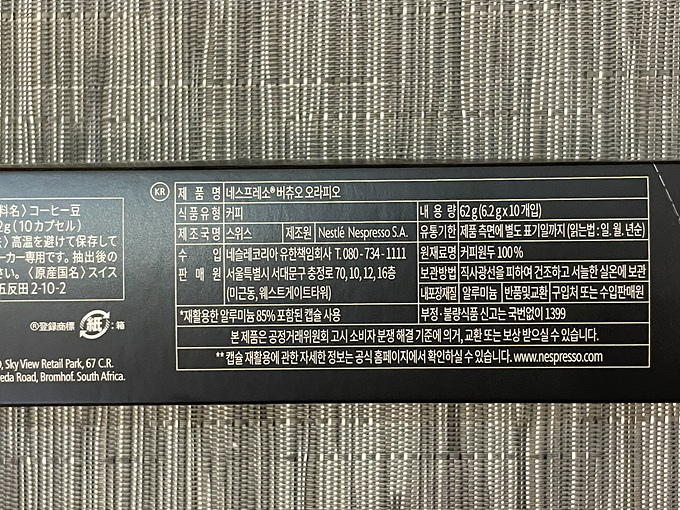 料名〉コーヒー豆
2g (10カプセル)
〉高温を避けて保存して
ーカー専用です。抽出後の
さい。〈原産国名〉スイス
五反田2-10-2
®登録商標 紙 : 箱
, Sky View Retail Park, 67 C.R.
eda Road, Bromhof. South Africa.
KR
제 품 명 네스프레소® 버츄오 오라피오
식품유형 커피 내 용 량 62 g (6.2 g x 10개입)
제조국명 스위스 제조원 Nestlé Nespresso S.A. 유통기한 제품 측면에 별도 표기일까지 (읽는법 : 일. 월. 년순)
수 입 네슬레코리아 유한책임회사 T. 080 - 734 - 1111 원재료명 커피원두 100 %
판 매 원 서울특별시 서대문구 충정로 70, 10, 12, 16층 보관방법 직사광선을 피하여 건조하고 서늘한 실온에 보관
(미근동, 웨스트게이트타워) 내포장재질 알루미늄 반품및교환 구입처 또는 수입판매원
*재활용한 알루미늄 85% 포함된 캡슐 사용 부정·불량식품 신고는 국번없이 1399
본 제품은 공정거래위원회 고시 소비자 분쟁 해결 기준에 의거, 교환 또는 보상 받으실 수 있습니다.
** 캡슐 재활용에 관한 자세한 정보는 공식 홈페이지에서 확인하실 수 있습니다. www.nespresso.com